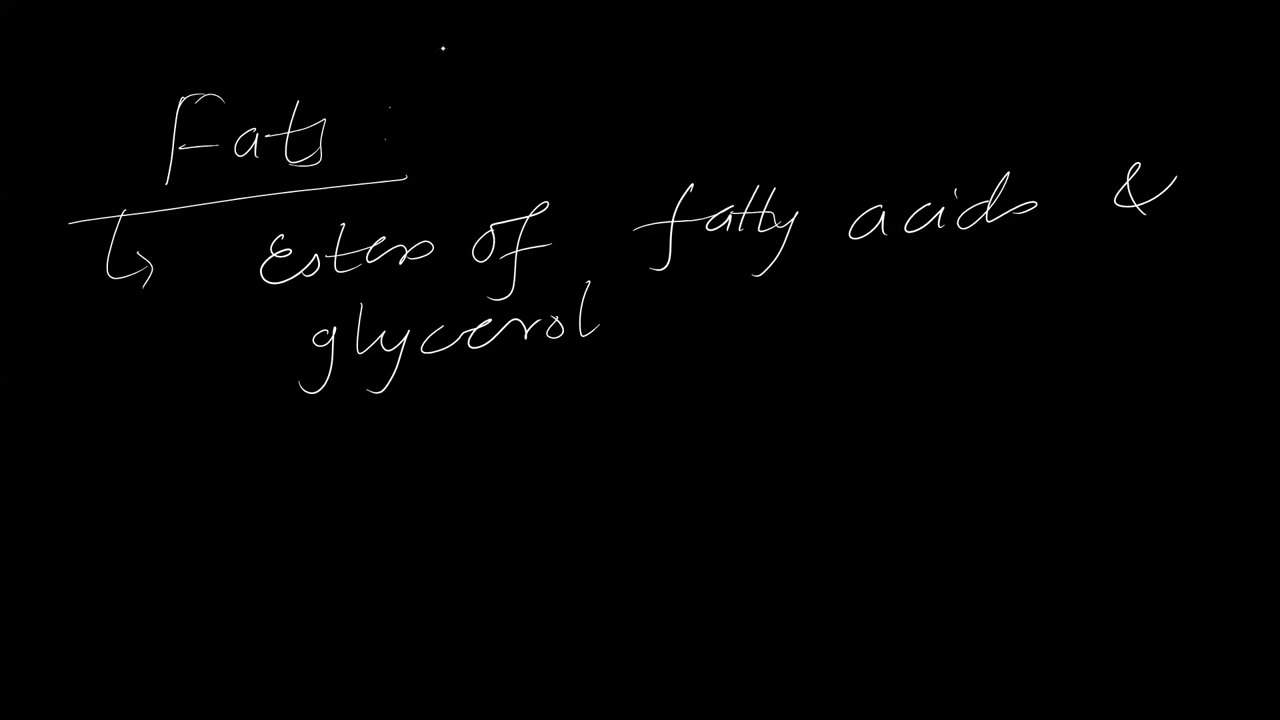 Fats :
↳ Esters of fatty acids &
glycerol